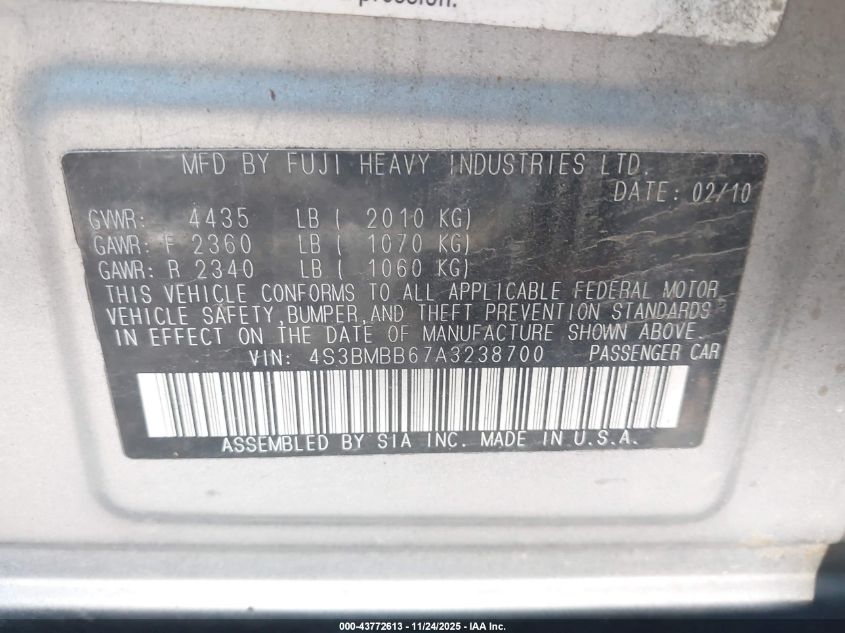 MFD BY FUJI HEAVY INDUSTRIES LTD.
DATE: 02/10
GVWR: 4435 LB ( 2010 KG)
GAWR: F 2360 LB ( 1070 KG)
GAWR: R 2340 LB ( 1060 KG)
THIS VEHICLE CONFORMS TO ALL APPLICABLE FEDERAL MOTOR
VEHICLE SAFETY, BUMPER, AND THEFT PREVENTION STANDARDS
IN EFFECT ON THE DATE OF MANUFACTURE SHOWN ABOVE.
VIN: 4S3BMBB67A3238700 PASSENGER CAR
ASSEMBLED BY SIA INC. MADE IN U.S.A.
000-43772613 - 11/24/2025 - IAA Inc.